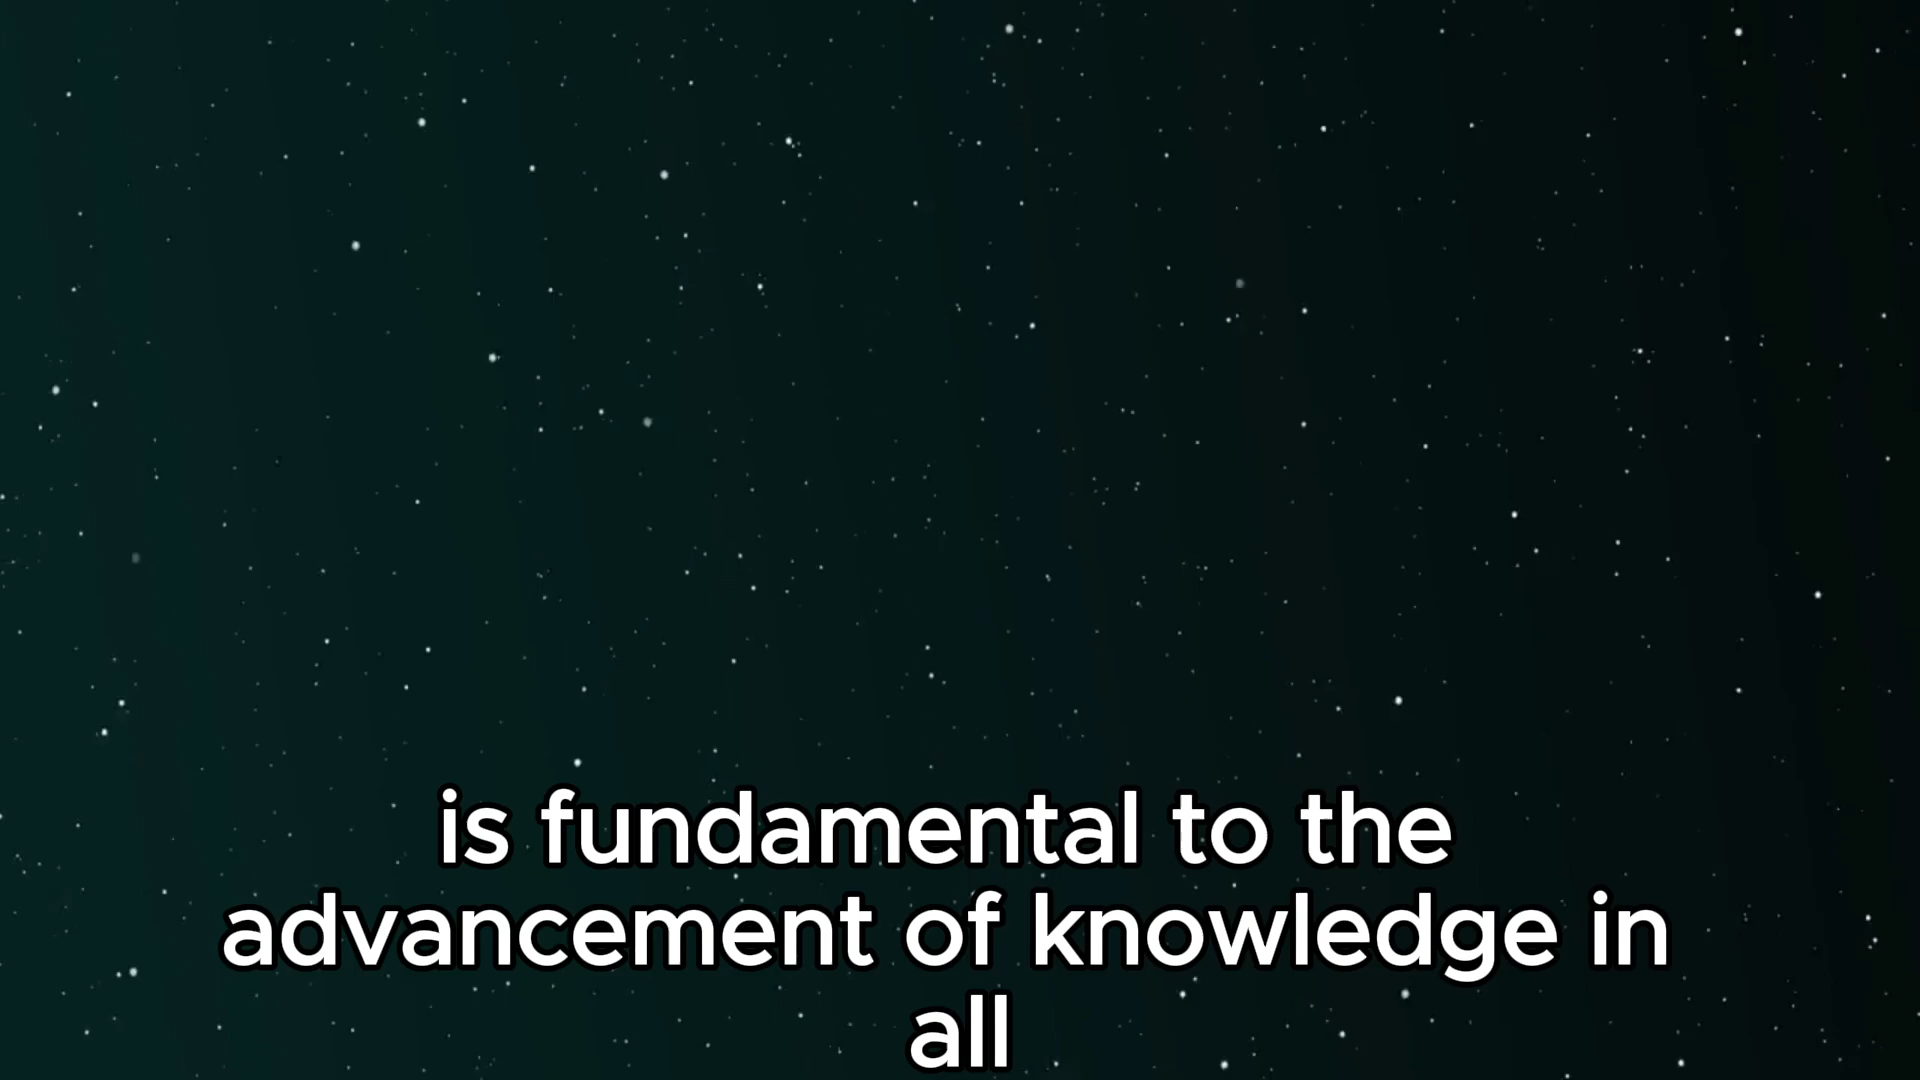 is fundamental to the
advancement of knowledge in
all